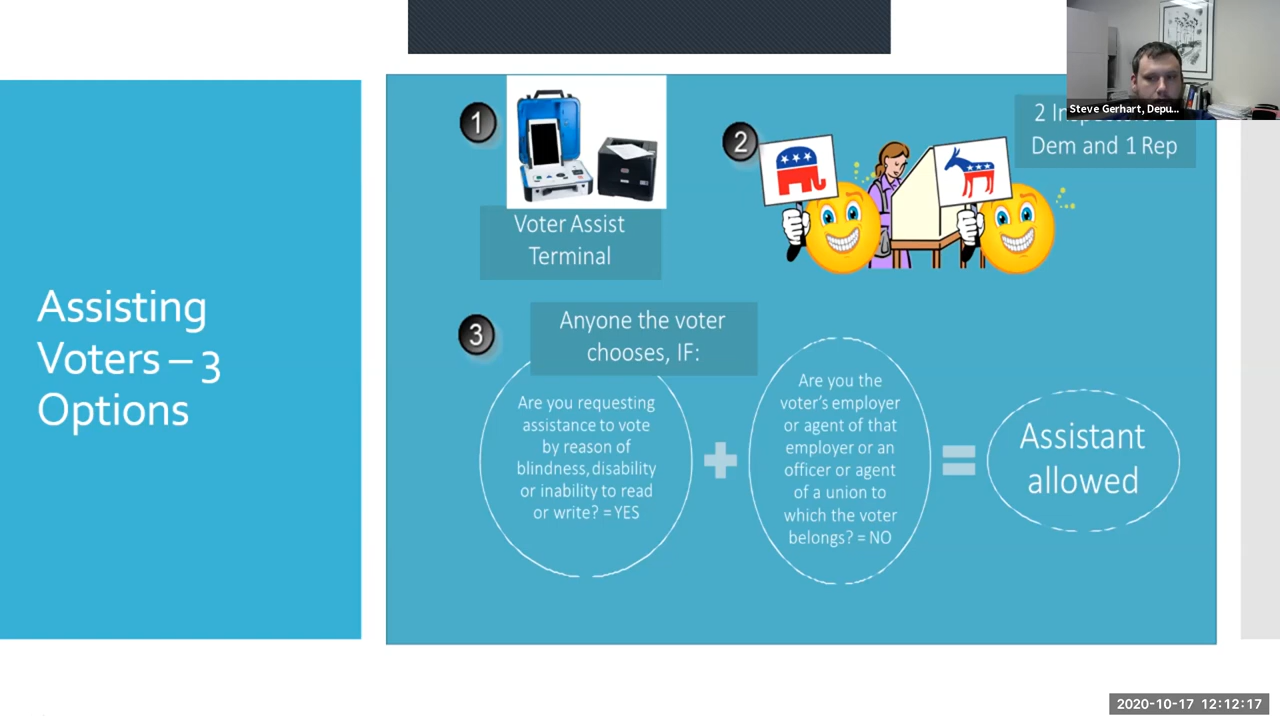 Assisting
Voters – 3
Options
1
Voter Assist
Terminal
2
2
Dem and 1 Rep
3
Anyone the voter
chooses, IF:
Are you requesting
assistance to vote
by reason of
blindness, disability
or inability to read
or write? = YES
+
Are you the
voter's employer
or agent of that
employer or an
officer or agent
of a union to
which the voter
belongs? = NO
=
Assistant
allowed
Steve Gerhart, Depu...
2020-10-17 12:12:17